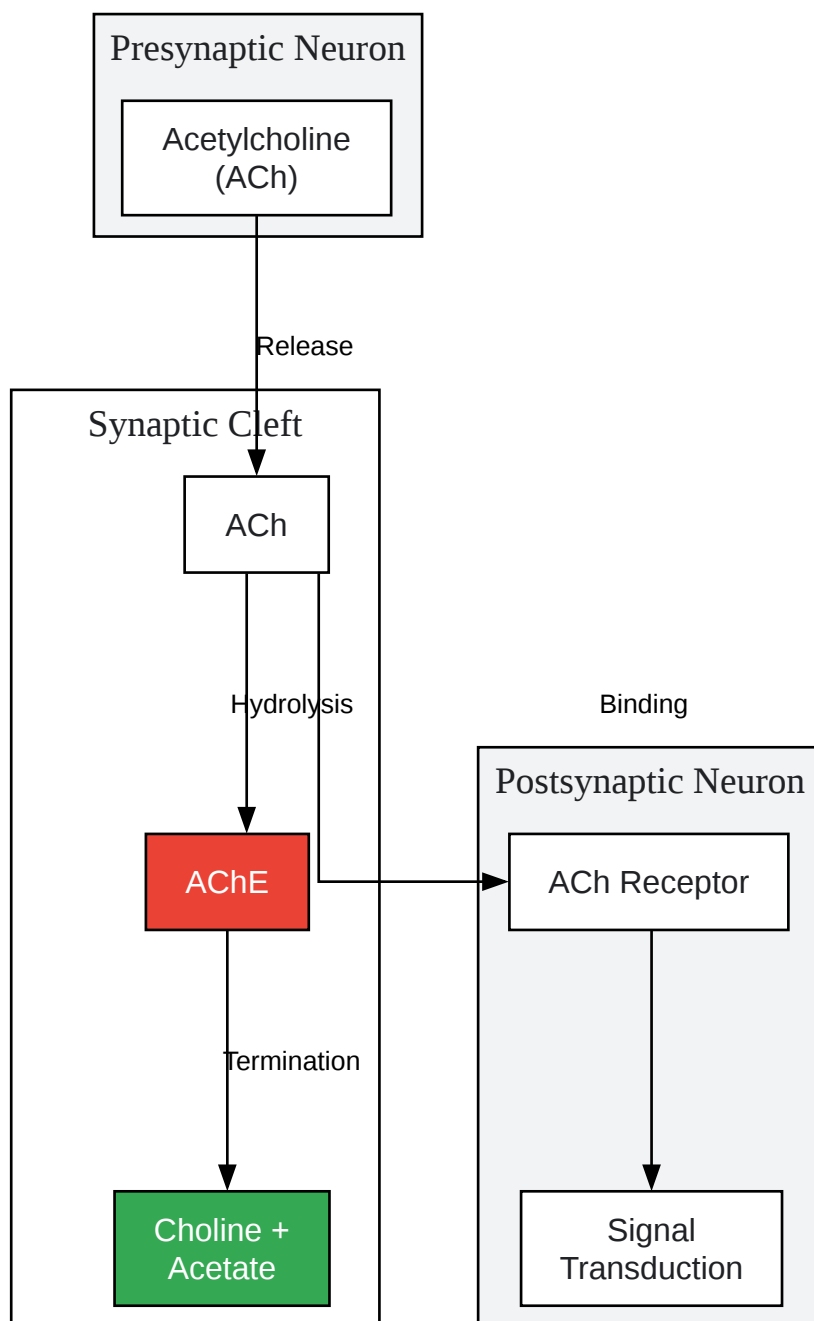 Presynaptic Neuron
Acetylcholine
(ACh)
Release
Synaptic Cleft
ACh
Hydrolysis
Binding
Postsynaptic Neuron
AChE
ACh Receptor
Termination
Choline +
Acetate
Signal
Transduction